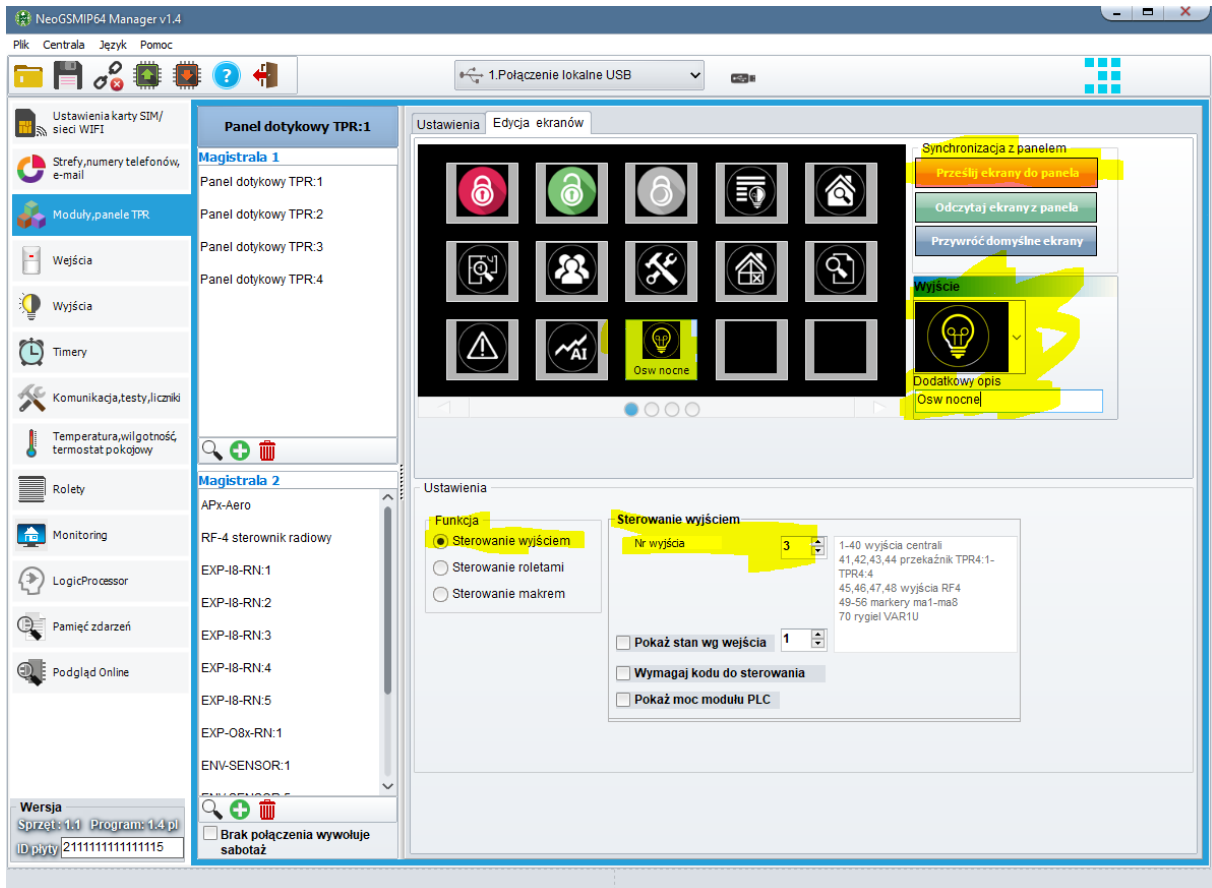 NeoGSMIP64 Manager v1.4
Plik Centrala Język Pomoc
1.Połączenie lokalne USB
Ustawienia karty SIM/
sieci WIFI
Strefy,numery telefonów,
e-mail
Moduły,panele TPR
Wejścia
Wyjścia
Timery
Komunikacja,testy,liczniki
Temperatura,wilgotność,
termostat pokojowy
Rolety
Monitoring
LogicProcessor
Pamięć zdarzeń
Podgląd Online
Wersja
Sprzęt: 1.1 Program: 1.4 pl
ID płyty 2111111111111115
Panel dotykowy TPR:1
Magistrala 1
Panel dotykowy TPR:1
Panel dotykowy TPR:2
Panel dotykowy TPR:3
Panel dotykowy TPR:4
Magistrala 2
APx-Aero
RF-4 sterownik radiowy
EXP-I8-RN:1
EXP-I8-RN:2
EXP-I8-RN:3
EXP-I8-RN:4
EXP-I8-RN:5
EXP-O8x-RN:1
ENV-SENSOR:1
Brak połączenia wywołuje
sabotaż
Ustawienia Edycja ekranów
AI
Osw nocne
Synchronizacja z panelem
Prześlij ekrany do panela
Odczytaj ekrany z panela
Przywróć domyślne ekrany
Wyjście
Dodatkowy opis
Osw nocne
Ustawienia
Funkcja
Sterowanie wyjściem
Sterowanie roletami
Sterowanie makrem
Sterowanie wyjściem
Nr wyjścia 3
1-40 wyjścia centrali
41,42,43,44 przekaźnik TPR4:1-
TPR4:4
45,46,47,48 wyjścia RF4
49-56 markery ma1-ma8
70 rygiel VAR1U
Pokaż stan wg wejścia 1
Wymagaj kodu do sterowania
Pokaż moc modułu PLC